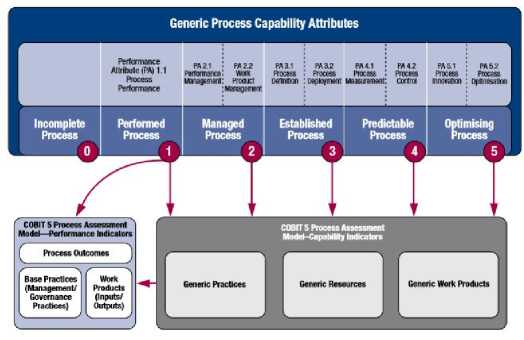 Generic Process Capability Attributes
Performance
Attribute (PA) 1.1
Process
Performance
PA 2.1
Performance
Management
PA 2.2
Work
Product
Management
PA 3.1
Process
Definition
PA 3.2
Process
Deployment
PA 4.1
Process
Measurement
PA 4.2
Process
Control
PA 5.1
Process
Innovation
PA 5.2
Process
Optimisation
Incomplete
Process
0
Performed
Process
1
Managed
Process
2
Established
Process
3
Predictable
Process
4
Optimising
Process
5
COBIT 5 Process Assessment
Model—Performance Indicators
Process Outcomes
Base Practices
(Management/
Governance
Practices)
Work
Products
(Inputs/
Outputs)
COBIT 5 Process Assessment
Model–Capability Indicators
Generic Practices
Generic Resources
Generic Work Products